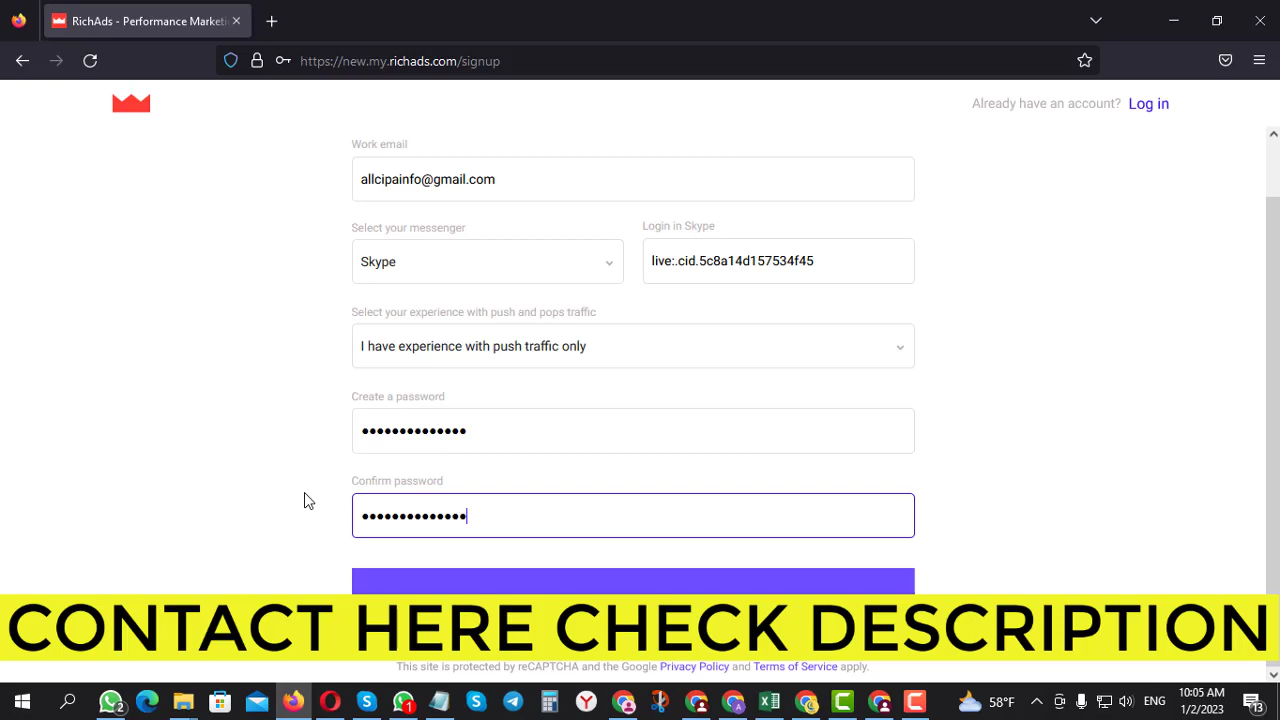 RichAds - Performance Marketi
https://new.my.richads.com/signup
Already have an account? Log in
Work email
allcipainfo@gmail.com
Select your messenger
Login in Skype
Skype
live:.cid.5c8a14d157534f45
Select your experience with push and pops traffic
I have experience with push traffic only
Create a password
••••••••••••••
Confirm password
••••••••••••••
CONTACT HERE CHECK DESCRIPTION
This site is protected by reCAPTCHA and the Google Privacy Policy and Terms of Service apply.
2
1
58°F
ENG
10:05 AM
1/2/2023
13